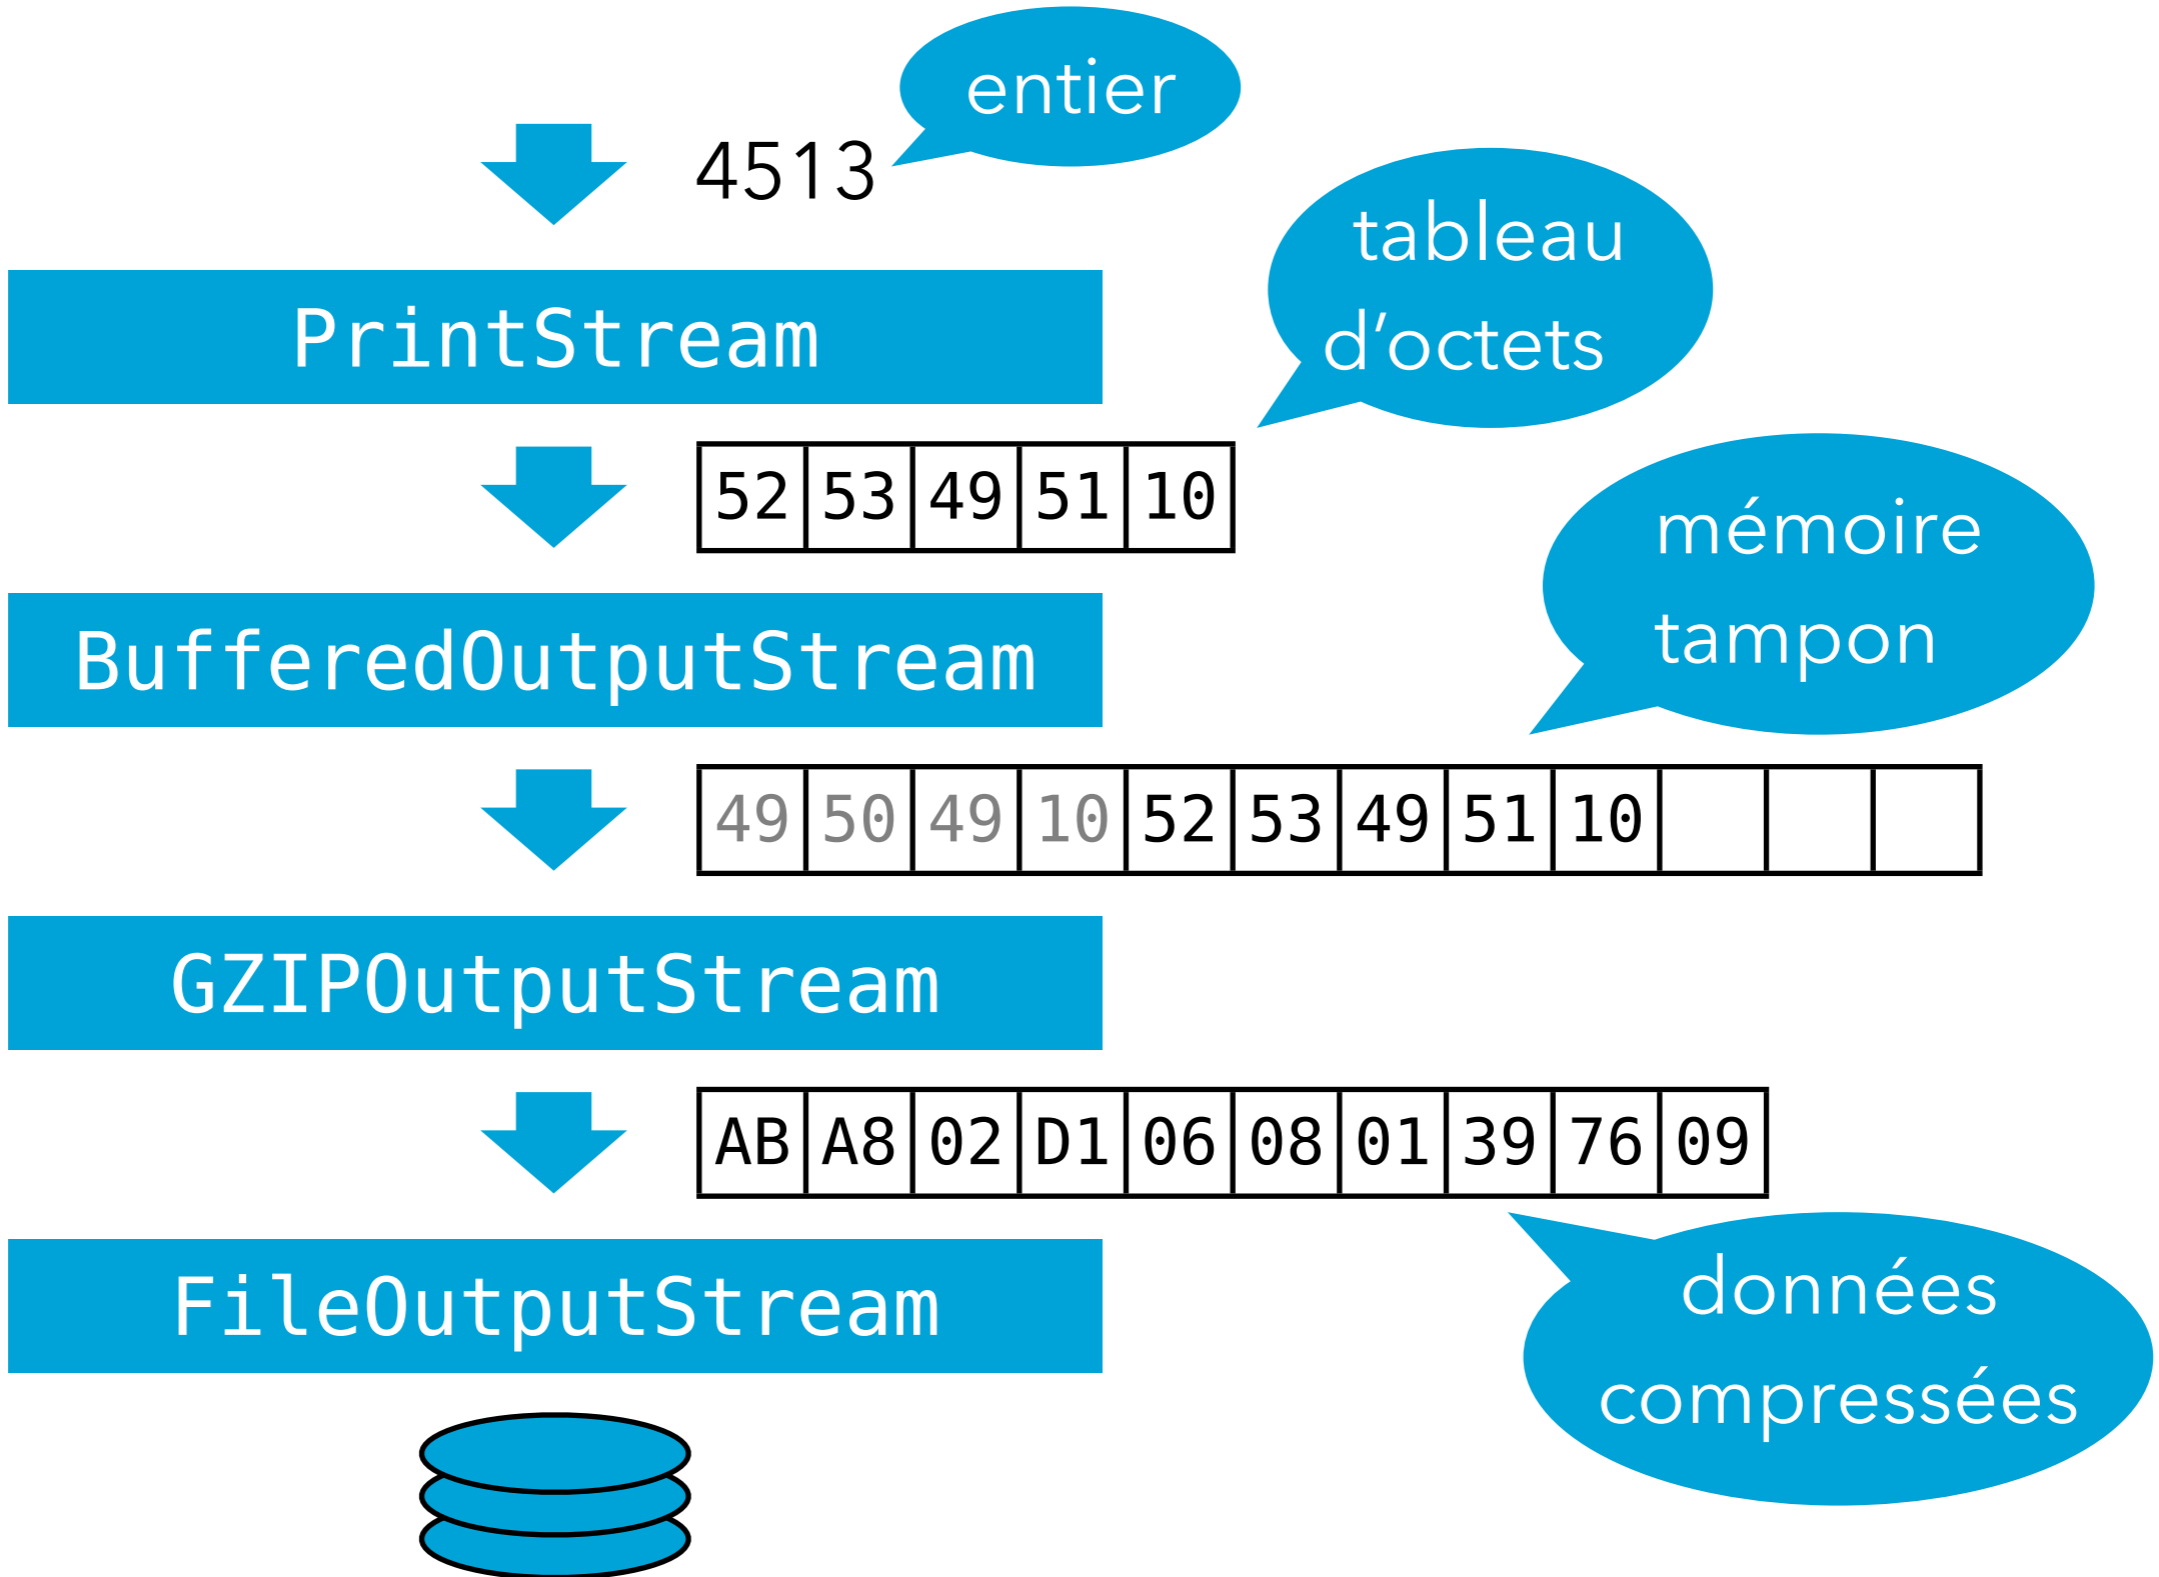 entier
4513
tableau
d’octets
PrintStream
52 53 49 51 10
mémoire
tampon
BufferedOutputStream
49 50 49 10 52 53 49 51 10
GZIPOutputStream
AB A8 02 D1 06 08 01 39 76 09
données
compressées
FileOutputStream